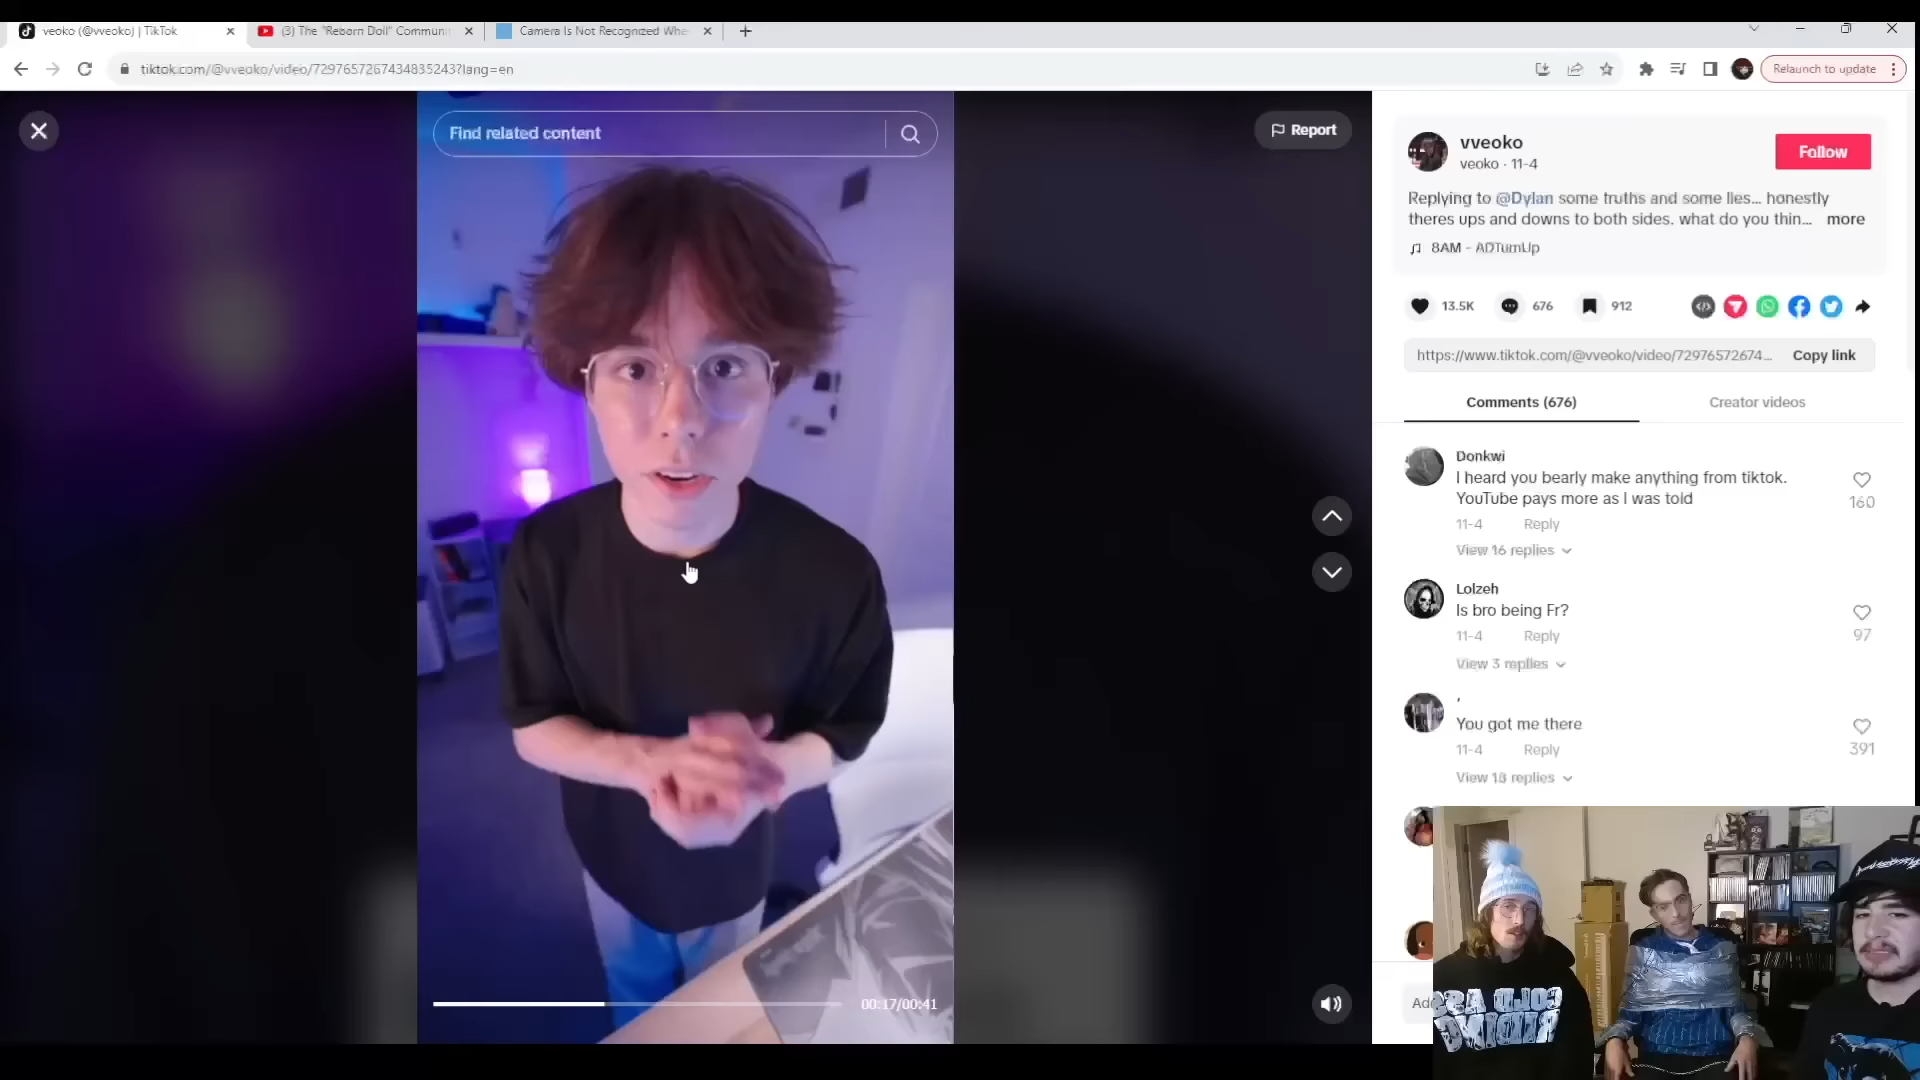 veoko (@vveoko) | TikTok
(3) The "Reborn Doll" Communi
Camera Is Not Recognized Whe
tiktok.com/@vveoko/video/7297657267434835243?lang=en
Relaunch to update
Find related content
Report
vveoko
veoko · 11-4
Follow
Replying to @Dylan some truths and some lies... honestly
theres ups and downs to both sides. what do you thin... more
8AM - ADTurnUp
13.5K
676
912
https://www.tiktok.com/@vveoko/video/72976572674...
Copy link
Comments (676)
Creator videos
Donkwi
I heard you bearly make anything from tiktok.
YouTube pays more as I was told
160
11-4 Reply
View 16 replies
Lolzeh
Is bro being Fr?
97
11-4 Reply
View 3 replies
,
You got me there
391
11-4 Reply
View 13 replies
00:17/00:41
COLD AS
RIDING